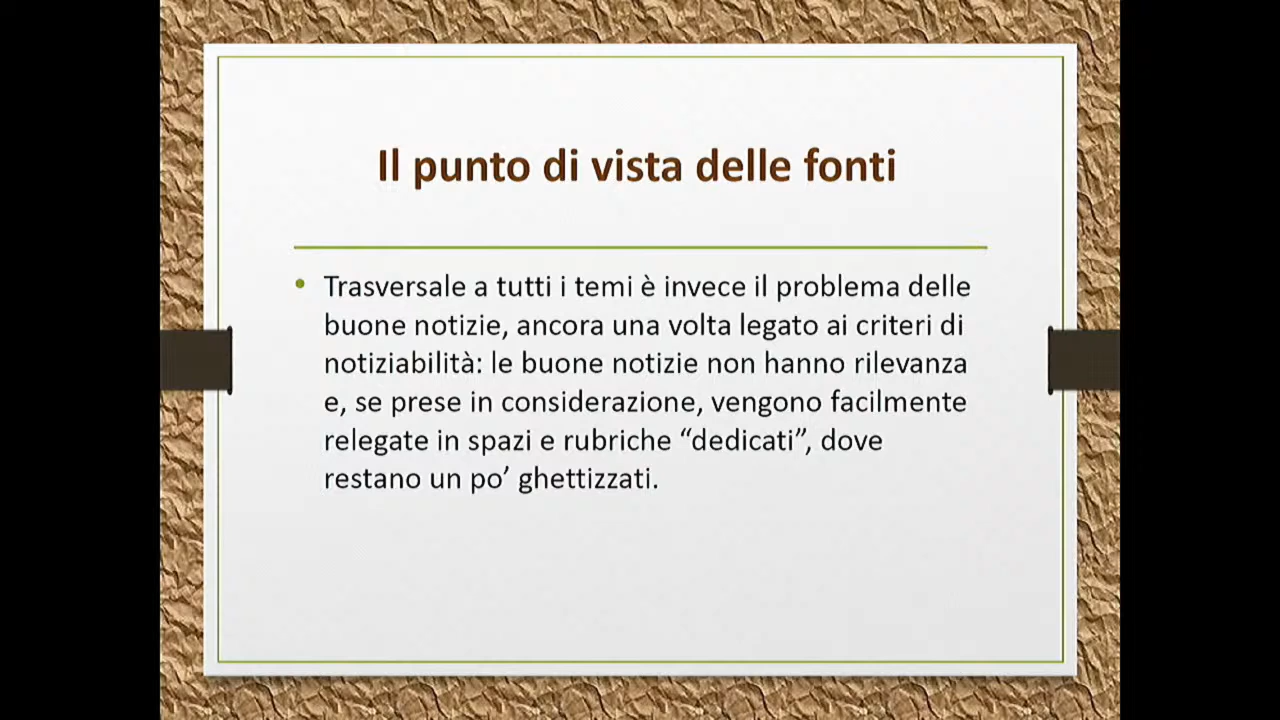 Il punto di vista delle fonti
• Trasversale a tutti i temi è invece il problema delle
buone notizie, ancora una volta legato ai criteri di
notiziabilità: le buone notizie non hanno rilevanza
e, se prese in considerazione, vengono facilmente
relegate in spazi e rubriche “dedicati”, dove
restano un po’ ghettizzati.